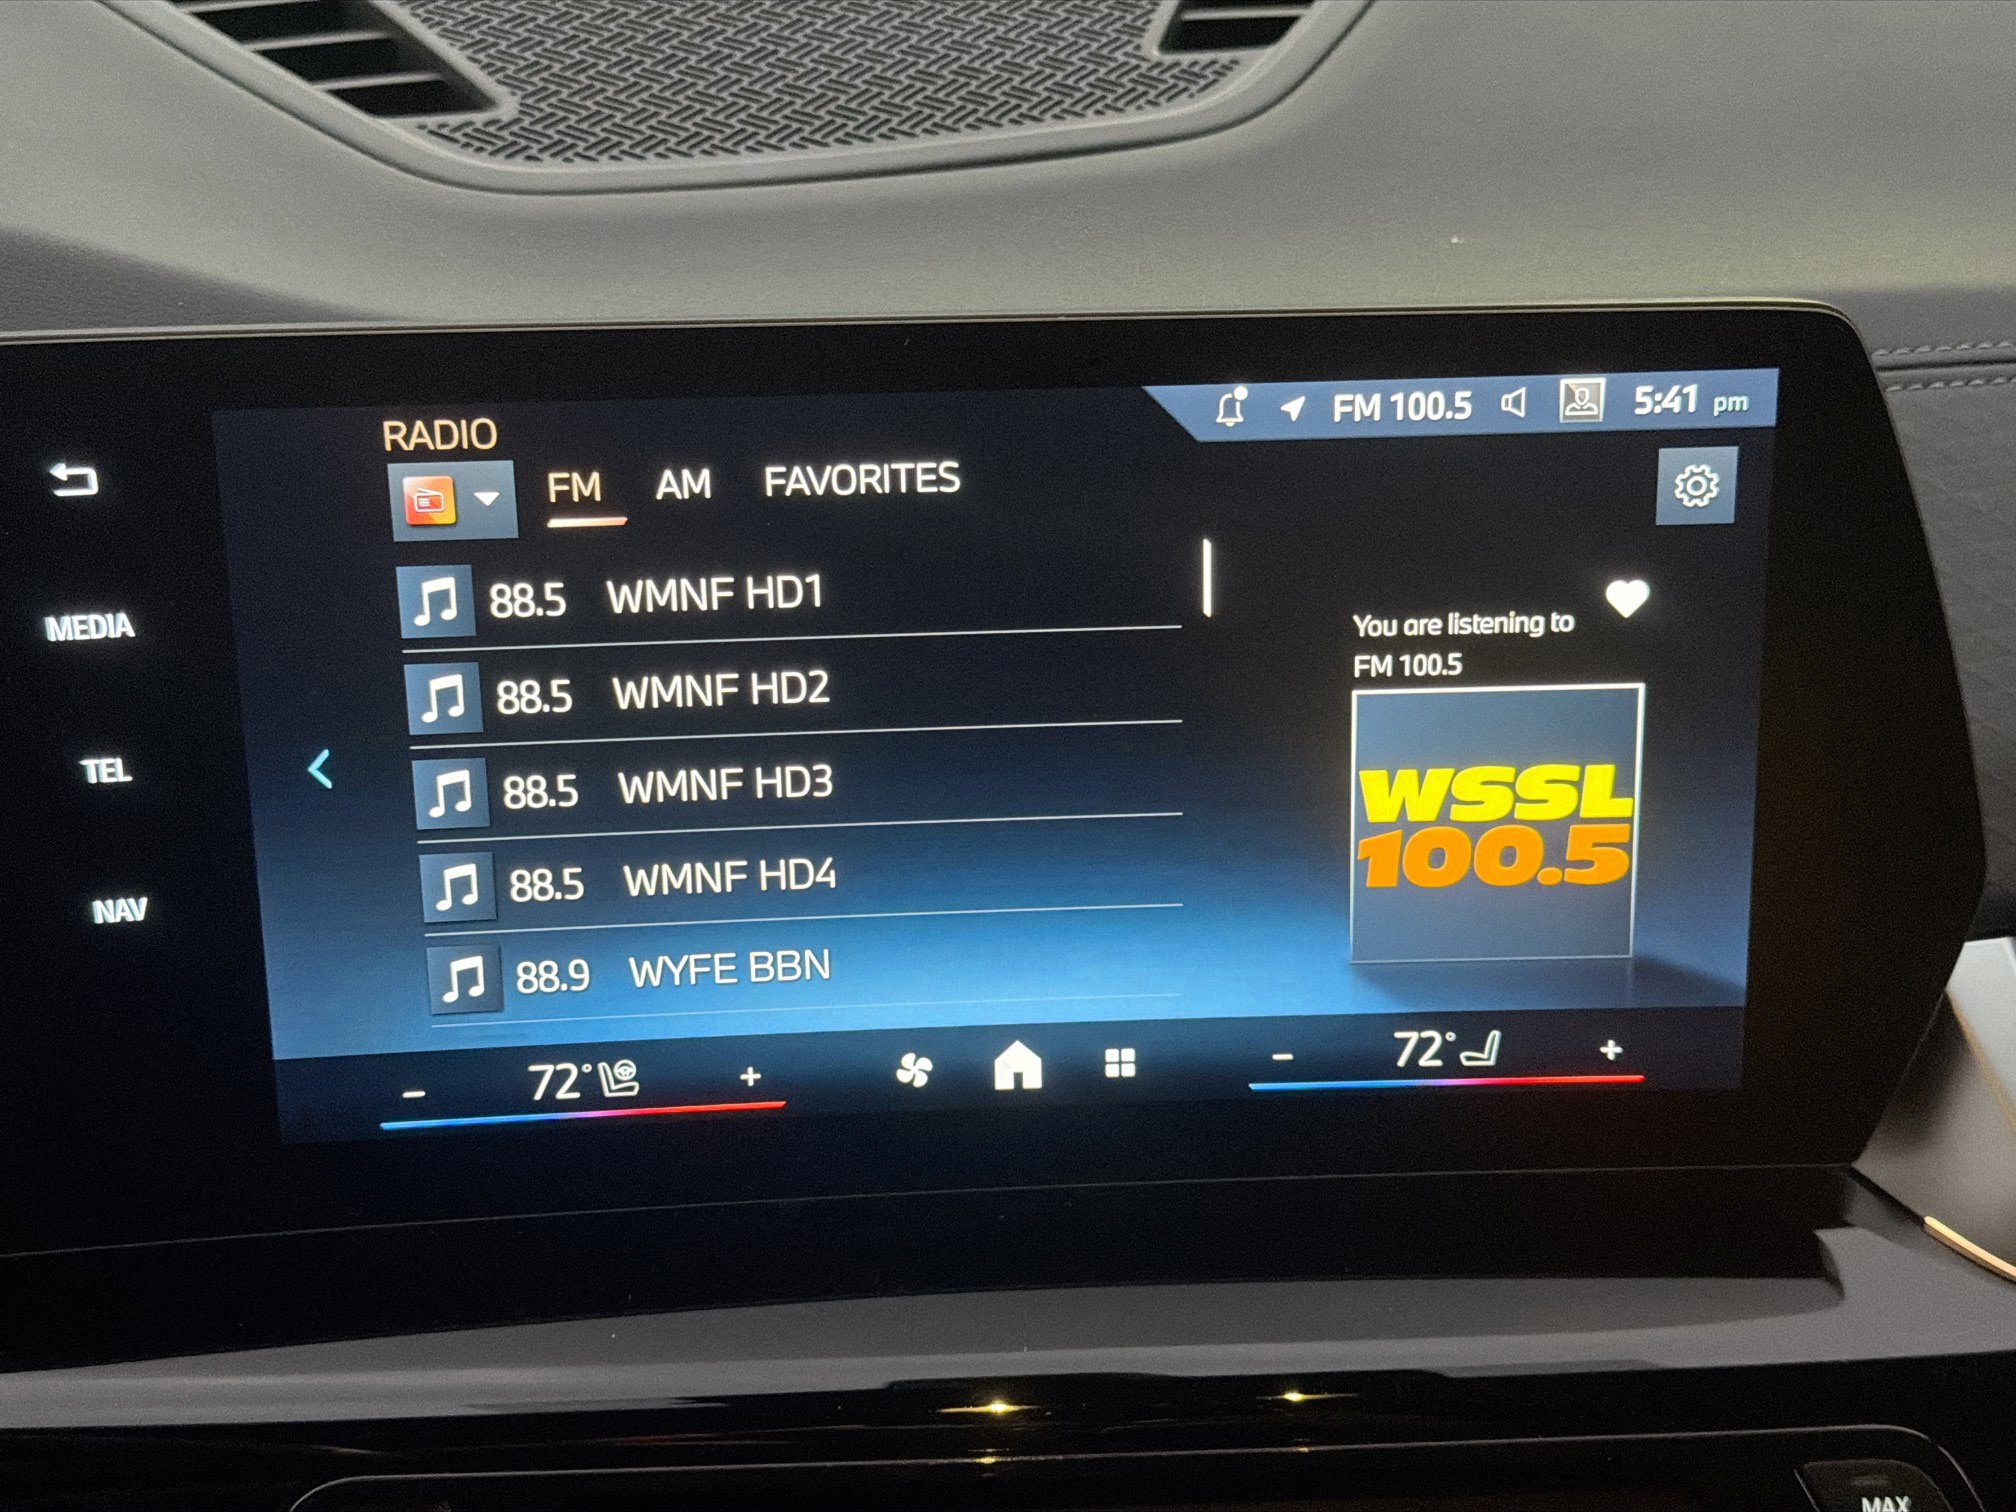 FM 100.5 5:41 pm
RADIO
FM AM FAVORITES
MEDIA
TEL
NAV
88.5 WMNF HD1
88.5 WMNF HD2
88.5 WMNF HD3
88.5 WMNF HD4
88.9 WYFE BBN
You are listening to
FM 100.5
WSSL
100.5
- 72° +
- 72° +
MAX